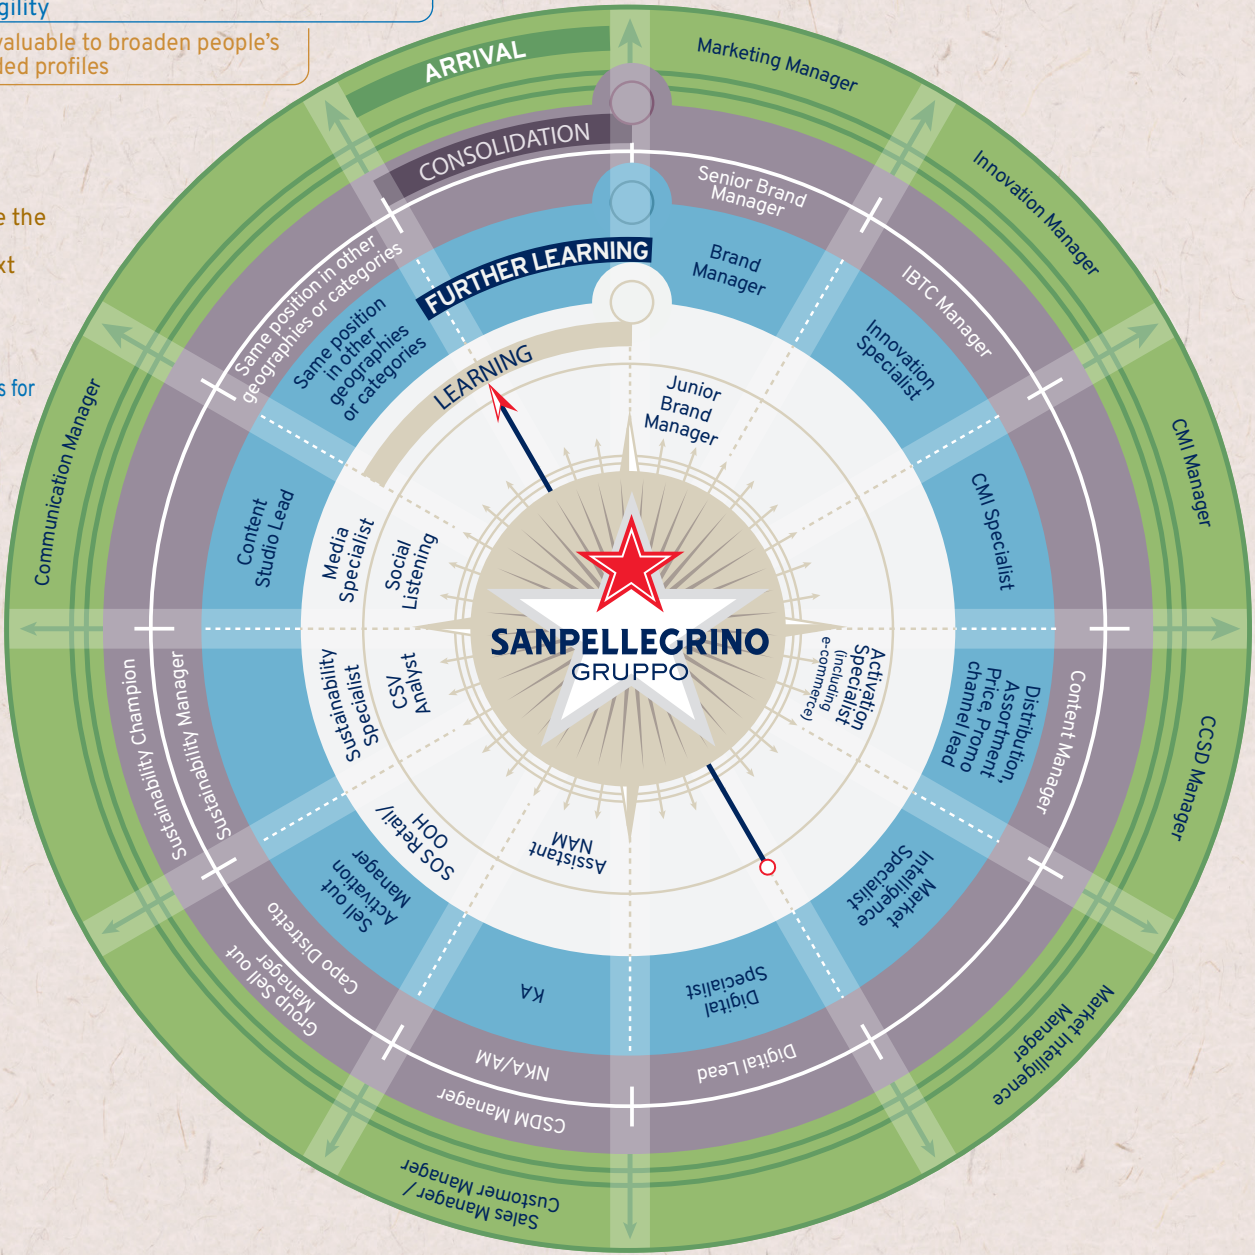 gility
valuable to broaden people's
led profiles
e the
xt
s for
ARRIVAL
CONSOLIDATION
FURTHER LEARNING
LEARNING
Marketing Manager
Innovation Manager
CMI Manager
CCSD Manager
Market Intelligence
Manager
Sales Manager/
Customer Manager
Communication Manager
Senior Brand
Manager
IBTC Manager
Content Manager
Digital Lead
NKA/AM
CSDM Manager
Capo Distretto
Group Sell out
Manager
Sustainability Manager
Sustainability Champion
Same position in other
geographies or categories
Brand
Manager
Innovation
Specialist
CMI Specialist
Distribution,
Assortment,
Price, Promo
channel lead
Market
Intelligence
Specialist
Digital
Specialist
KA
Sell out
Activation
Manager
Content
Studio Lead
Same position
in other
geographies
or categories
Junior
Brand
Manager
Activation
Specialist
(including
e-commerce)
Assistant
NAM
SOS Retail/
OOH
Sustainability
Specialist
CSV
Analyst
Media
Specialist
Social
Listening
SANPELLEGRINO
GRUPPO